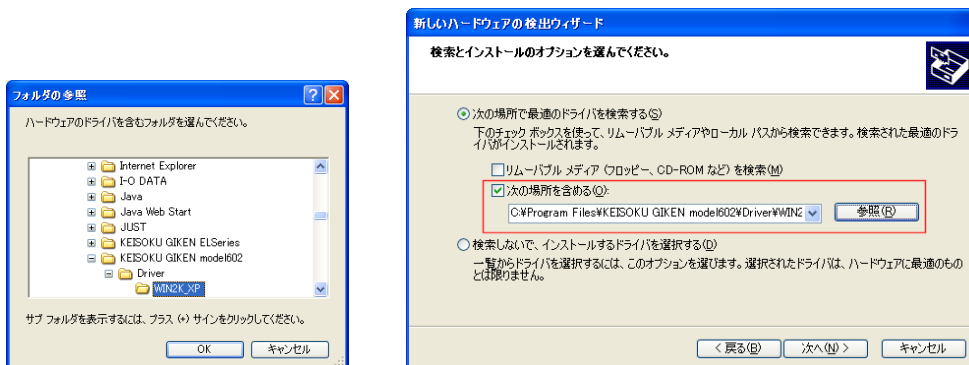 フォルダの参照
ハードウェアのドライバを含むフォルダを選んでください。
Internet Explorer
I-O DATA
Java
Java Web Start
JUST
KEISOKU GIKEN ELSeries
KEISOKU GIKEN model602
Driver
WIN2K_XP
サブ フォルダを表示するには、プラス (+) サインをクリックしてください。
OK
キャンセル
新しいハードウェアの検出ウィザード
検索とインストールのオプションを選んでください。
次の場所で最適のドライバを検索する(S)
下のチェック ボックスを使って、リムーバブル メディアやローカル パスから検索できます。検索された最適のドラ
イバがインストールされます。
リムーバブル メディア (フロッピー、CD-ROM など) を検索(M)
次の場所を含める(O):
C:¥Program Files¥KEISOKU GIKEN model602¥Driver¥WIN2
参照(R)
検索しないで、インストールするドライバを選択する(D)
一覧からドライバを選択するには、このオプションを選びます。選択されたドライバは、ハードウェアに最適のもの
とは限りません。
< 戻る(B)
次へ(N) >
キャンセル